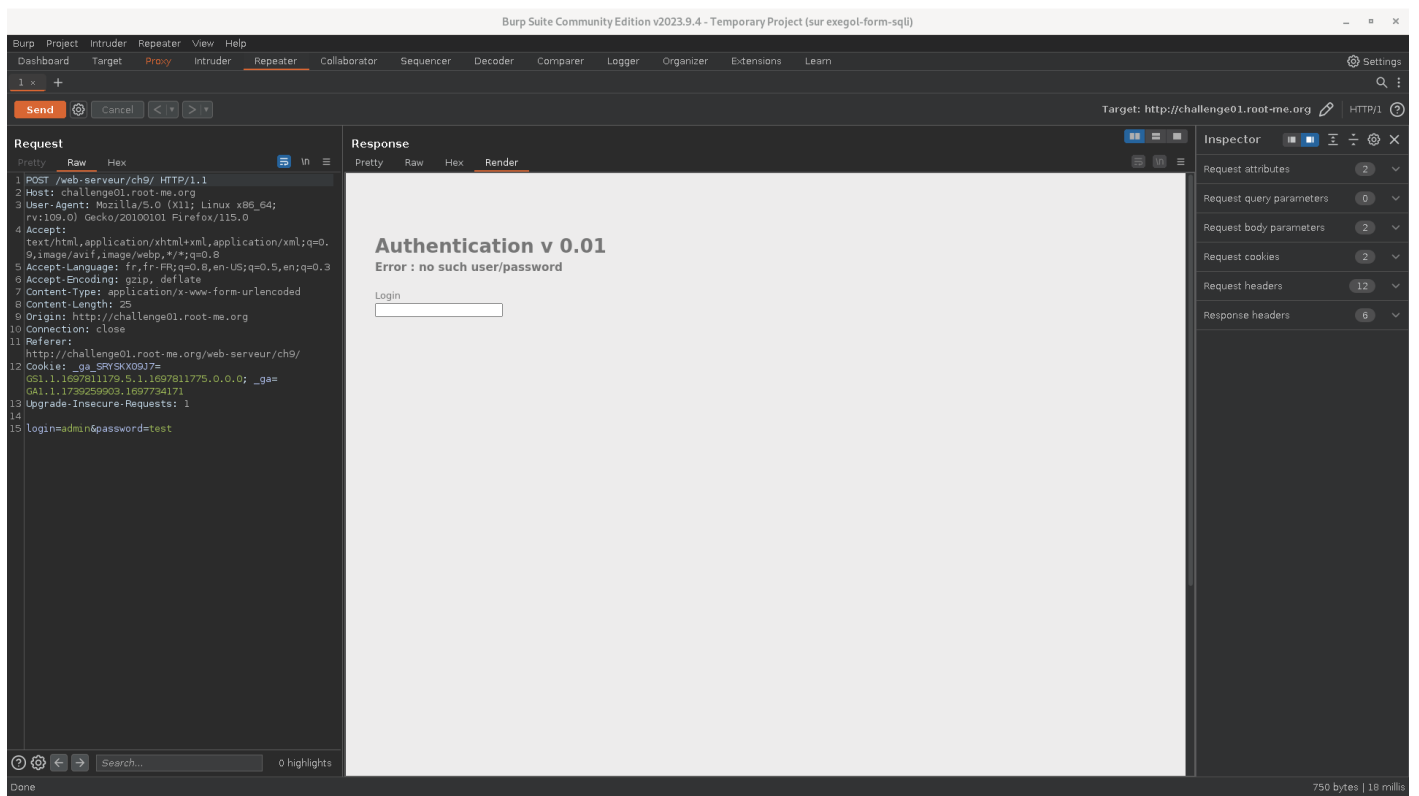 Burp Suite Community Edition v2023.9.4 - Temporary Project (sur exegol-form-sqli)
Burp Project Intruder Repeater View Help
Dashboard Target Proxy Intruder Repeater Collaborator Sequencer Decoder Comparer Logger Organizer Extensions Learn Settings
1 × +
Send Cancel < > Target: http://challenge01.root-me.org HTTP/1 ?
Request
Pretty Raw Hex \n
1 POST /web-serveur/ch9/ HTTP/1.1
2 Host: challenge01.root-me.org
3 User-Agent: Mozilla/5.0 (X11; Linux x86_64;
rv:109.0) Gecko/20100101 Firefox/115.0
4 Accept:
text/html,application/xhtml+xml,application/xml;q=0.
9,image/avif,image/webp,*/*;q=0.8
5 Accept-Language: fr,fr-FR;q=0.8,en-US;q=0.5,en;q=0.3
6 Accept-Encoding: gzip, deflate
7 Content-Type: application/x-www-form-urlencoded
8 Content-Length: 25
9 Origin: http://challenge01.root-me.org
10 Connection: close
11 Referer:
http://challenge01.root-me.org/web-serveur/ch9/
12 Cookie: _ga_SRYSKX09J7=
GS1.1.1697811179.5.1.1697811775.0.0.0; _ga=
GA1.1.1739259903.1697734171
13 Upgrade-Insecure-Requests: 1
14
15 login=admin&password=test
Search...
0 highlights
Response
Pretty Raw Hex Render \n
Authentication v 0.01
Error : no such user/password
Login
Inspector
Request attributes 2
Request query parameters 0
Request body parameters 2
Request cookies 2
Request headers 12
Response headers 6
Done
750 bytes | 18 millis